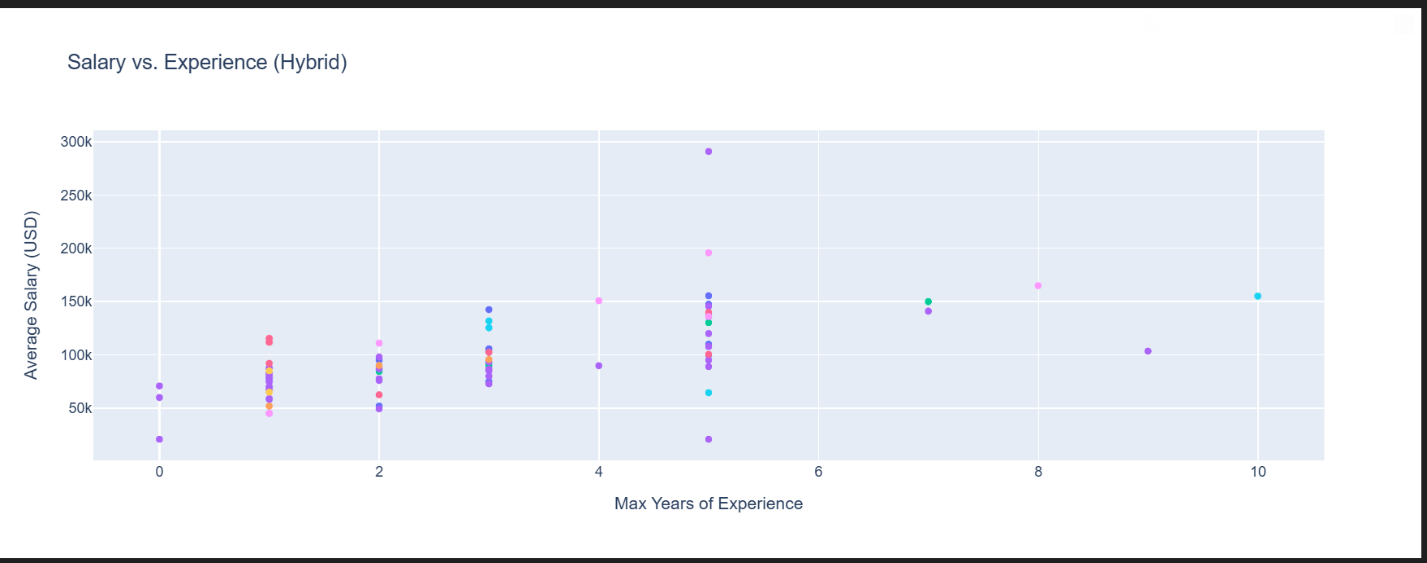 Salary vs. Experience (Hybrid)
300k
250k
200k
150k
100k
50k
Average Salary (USD)
0 2 4 6 8 10
Max Years of Experience